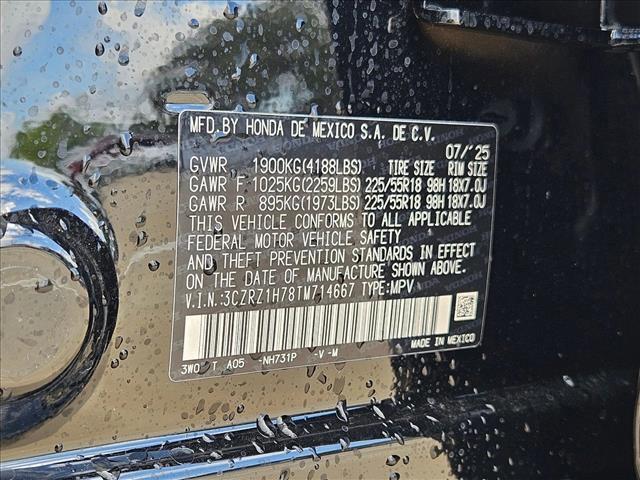 MFD. BY HONDA DE MEXICO S.A. DE C.V.
07/'25
GVWR 1900KG(4188LBS) TIRE SIZE RIM SIZE
GAWR F 1025KG(2259LBS) 225/55R18 98H 18X7.0J
GAWR R 895KG(1973LBS) 225/55R18 98H 18X7.0J
THIS VEHICLE CONFORMS TO ALL APPLICABLE
FEDERAL MOTOR VEHICLE SAFETY
AND THEFT PREVENTION STANDARDS IN EFFECT
ON THE DATE OF MANUFACTURE SHOWN ABOVE.
V.I.N.:3CZRZ1H78TM714667 TYPE:MPV
MADE IN MEXICO
3W0 T A05 -NH731P -V-M